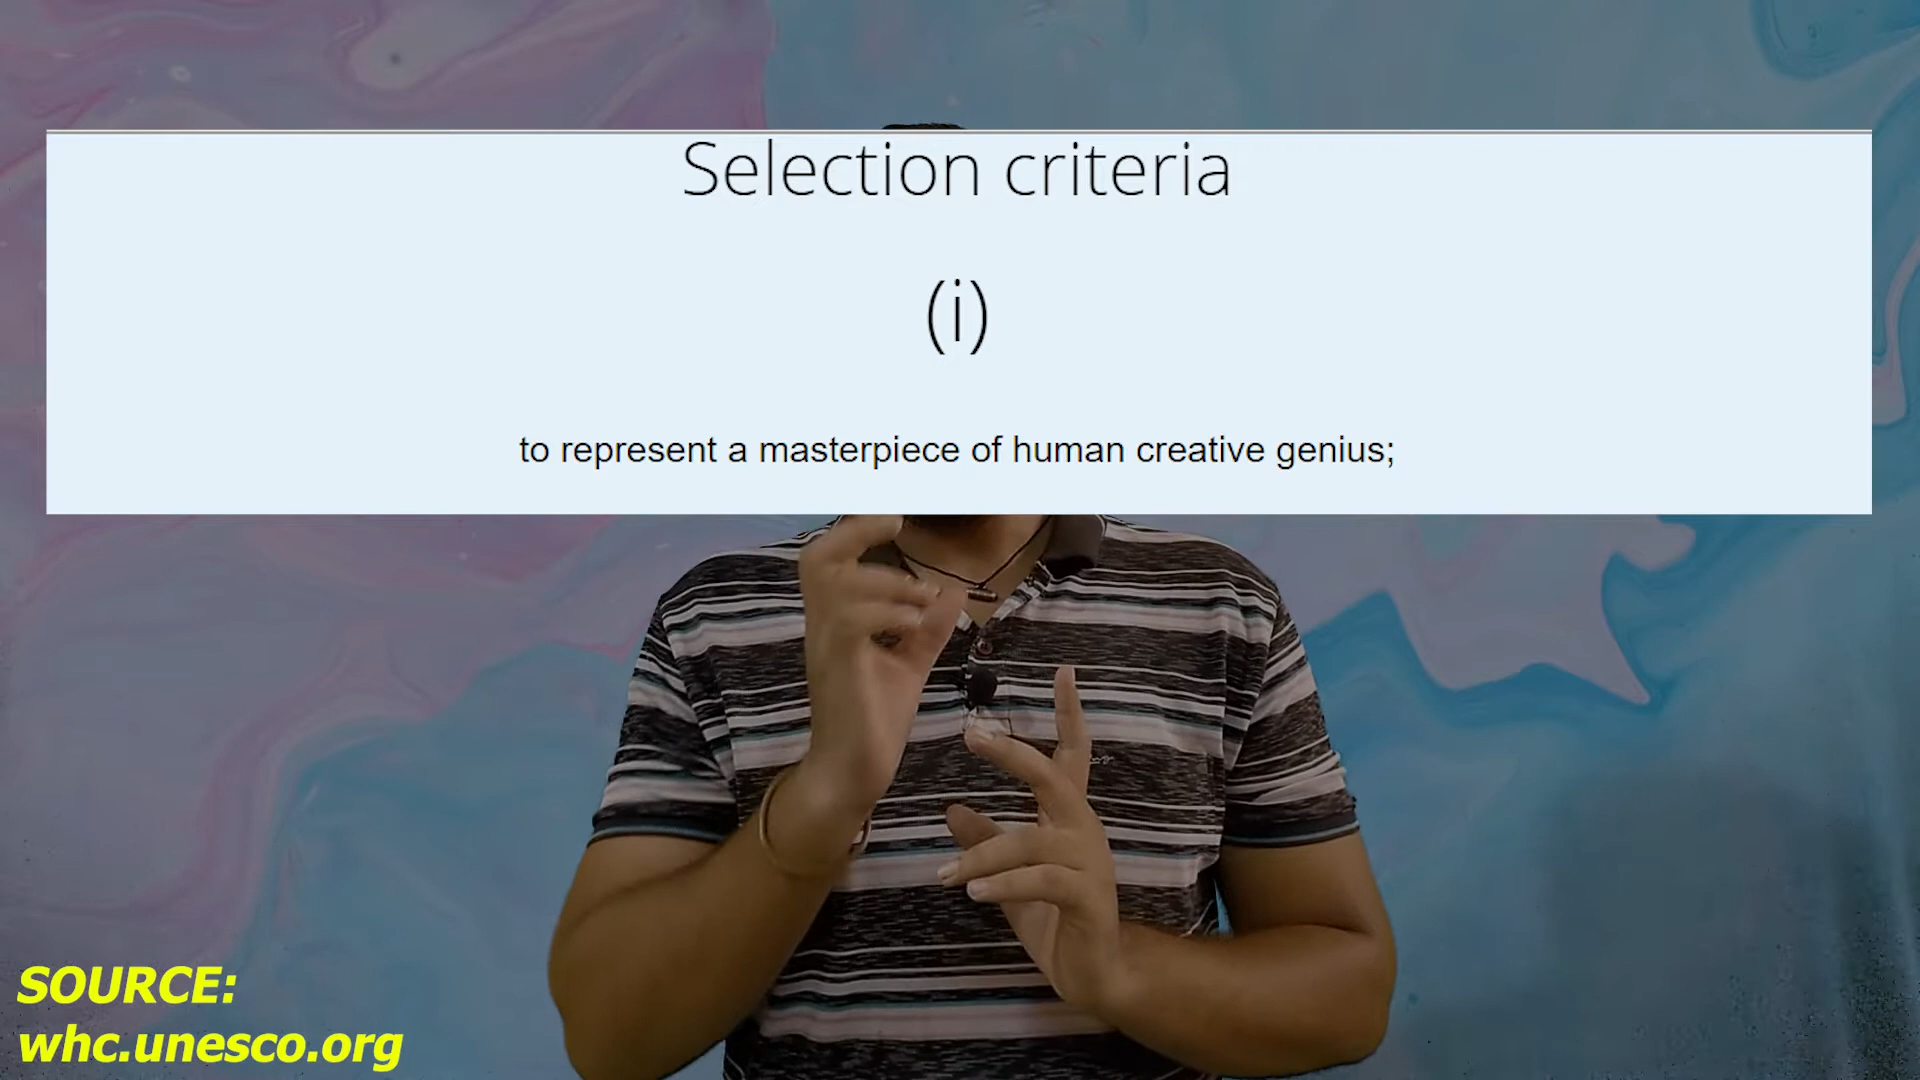 Selection criteria
(i)
to represent a masterpiece of human creative genius;
SOURCE:
whc.unesco.org